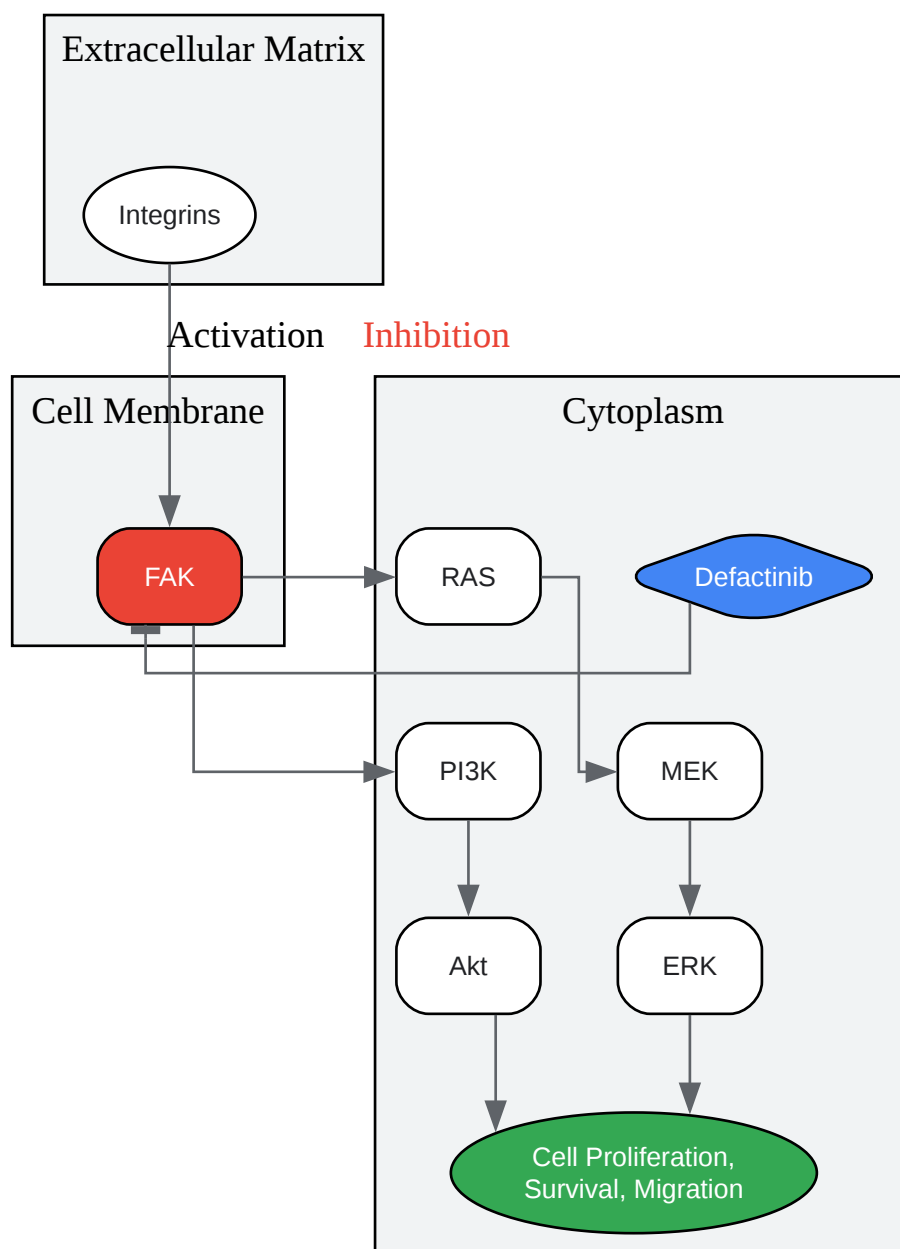 Extracellular Matrix
Integrins
Activation
Inhibition
Cell Membrane
Cytoplasm
FAK
RAS
Defactinib
PI3K
MEK
Akt
ERK
Cell Proliferation,
Survival, Migration